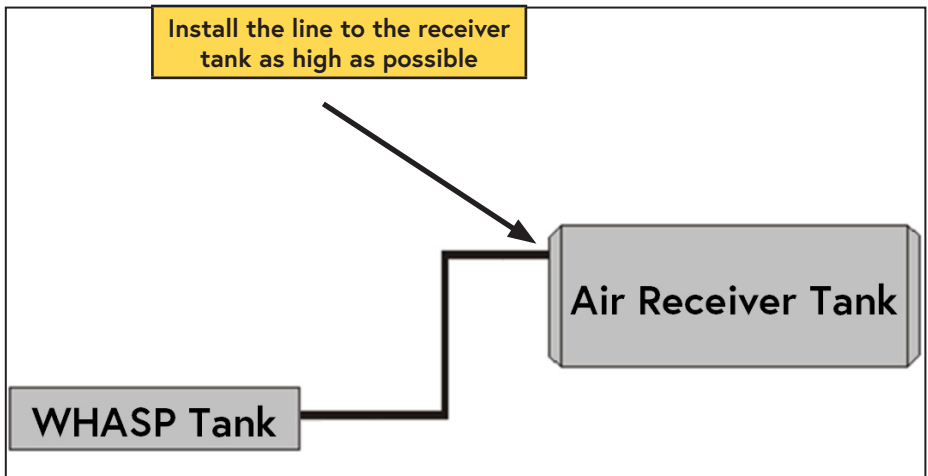 Install the line to the receiver
tank as high as possible
Air Receiver Tank
WHASP Tank